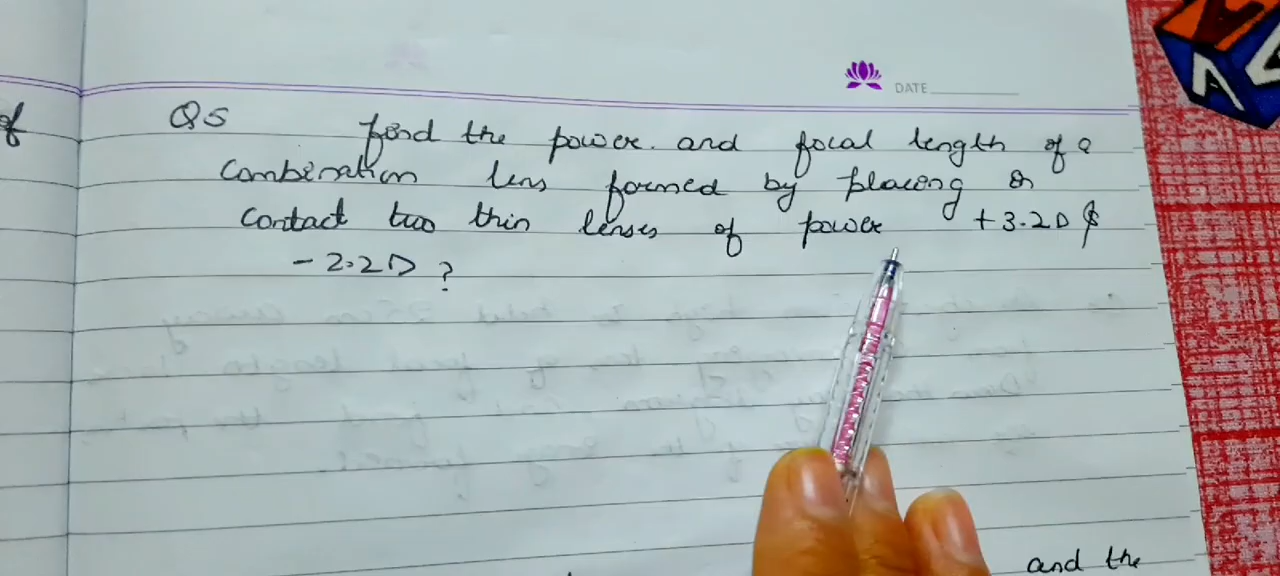 of
DATE
Q5 find the power and focal length of a
combination lens formed by placing in
contact two thin lenses of power +3.2D &
-2.2D ?
and the